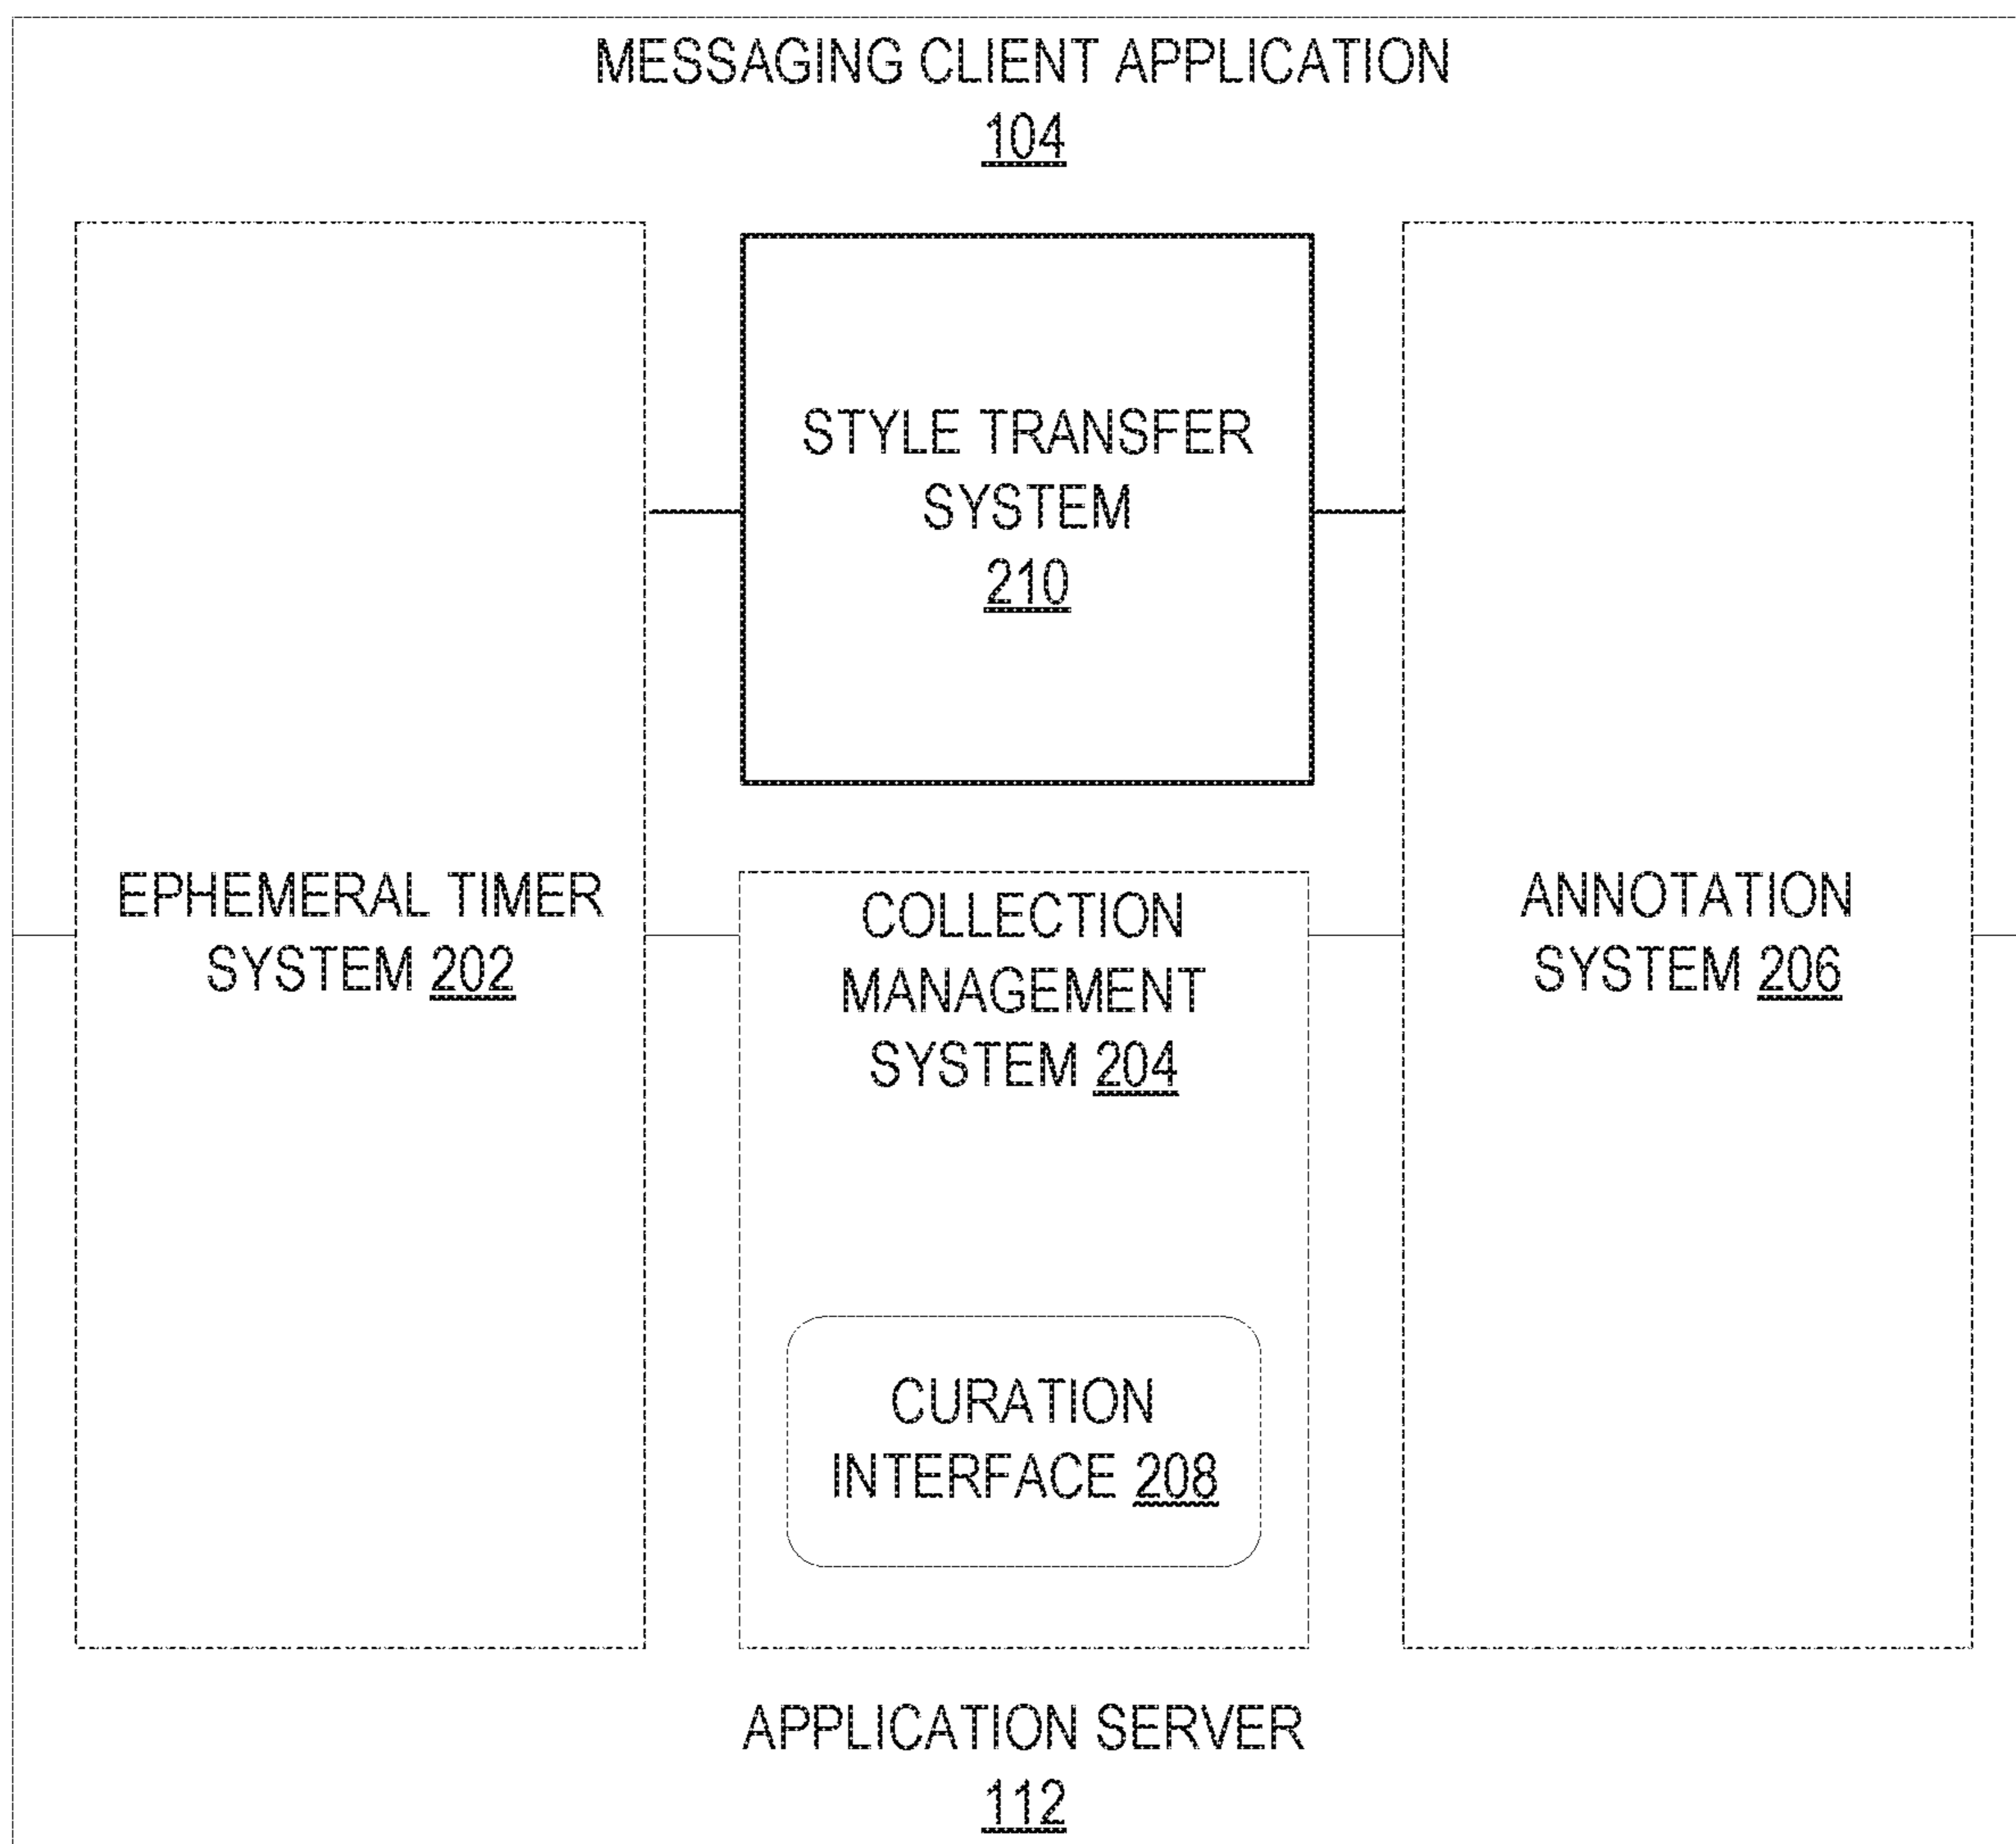 MESSAGING CLIENT APPLICATION
104
STYLE TRANSFER
SYSTEM
210
EPHEMERAL TIMER
SYSTEM 202
COLLECTION
MANAGEMENT
SYSTEM 204
CURATION
INTERFACE 208
ANNOTATION
SYSTEM 206
APPLICATION SERVER
112